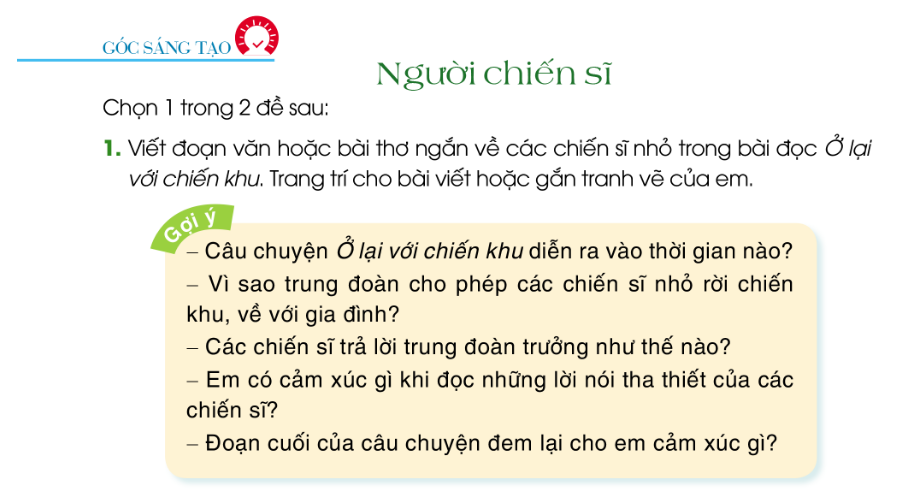 GÓC SÁNG TẠO
Người chiến sĩ
Chọn 1 trong 2 đề sau:
1. Viết đoạn văn hoặc bài thơ ngắn về các chiến sĩ nhỏ trong bài đọc Ở lại
với chiến khu. Trang trí cho bài viết hoặc gắn tranh vẽ của em.
Gợi ý
– Câu chuyện Ở lại với chiến khu diễn ra vào thời gian nào?
– Vì sao trung đoàn cho phép các chiến sĩ nhỏ rời chiến
khu, về với gia đình?
– Các chiến sĩ trả lời trung đoàn trưởng như thế nào?
– Em có cảm xúc gì khi đọc những lời nói tha thiết của các
chiến sĩ?
– Đoạn cuối của câu chuyện đem lại cho em cảm xúc gì?